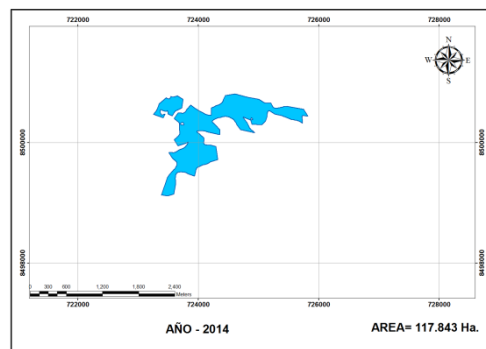 722000 724000 726000 728000
N
W E
S
8500000 8500000
8498000 8498000
0 300 600 1,200 1,800 2,400
Meters
722000 724000 726000 728000
AÑO - 2014 AREA= 117.843 Ha.